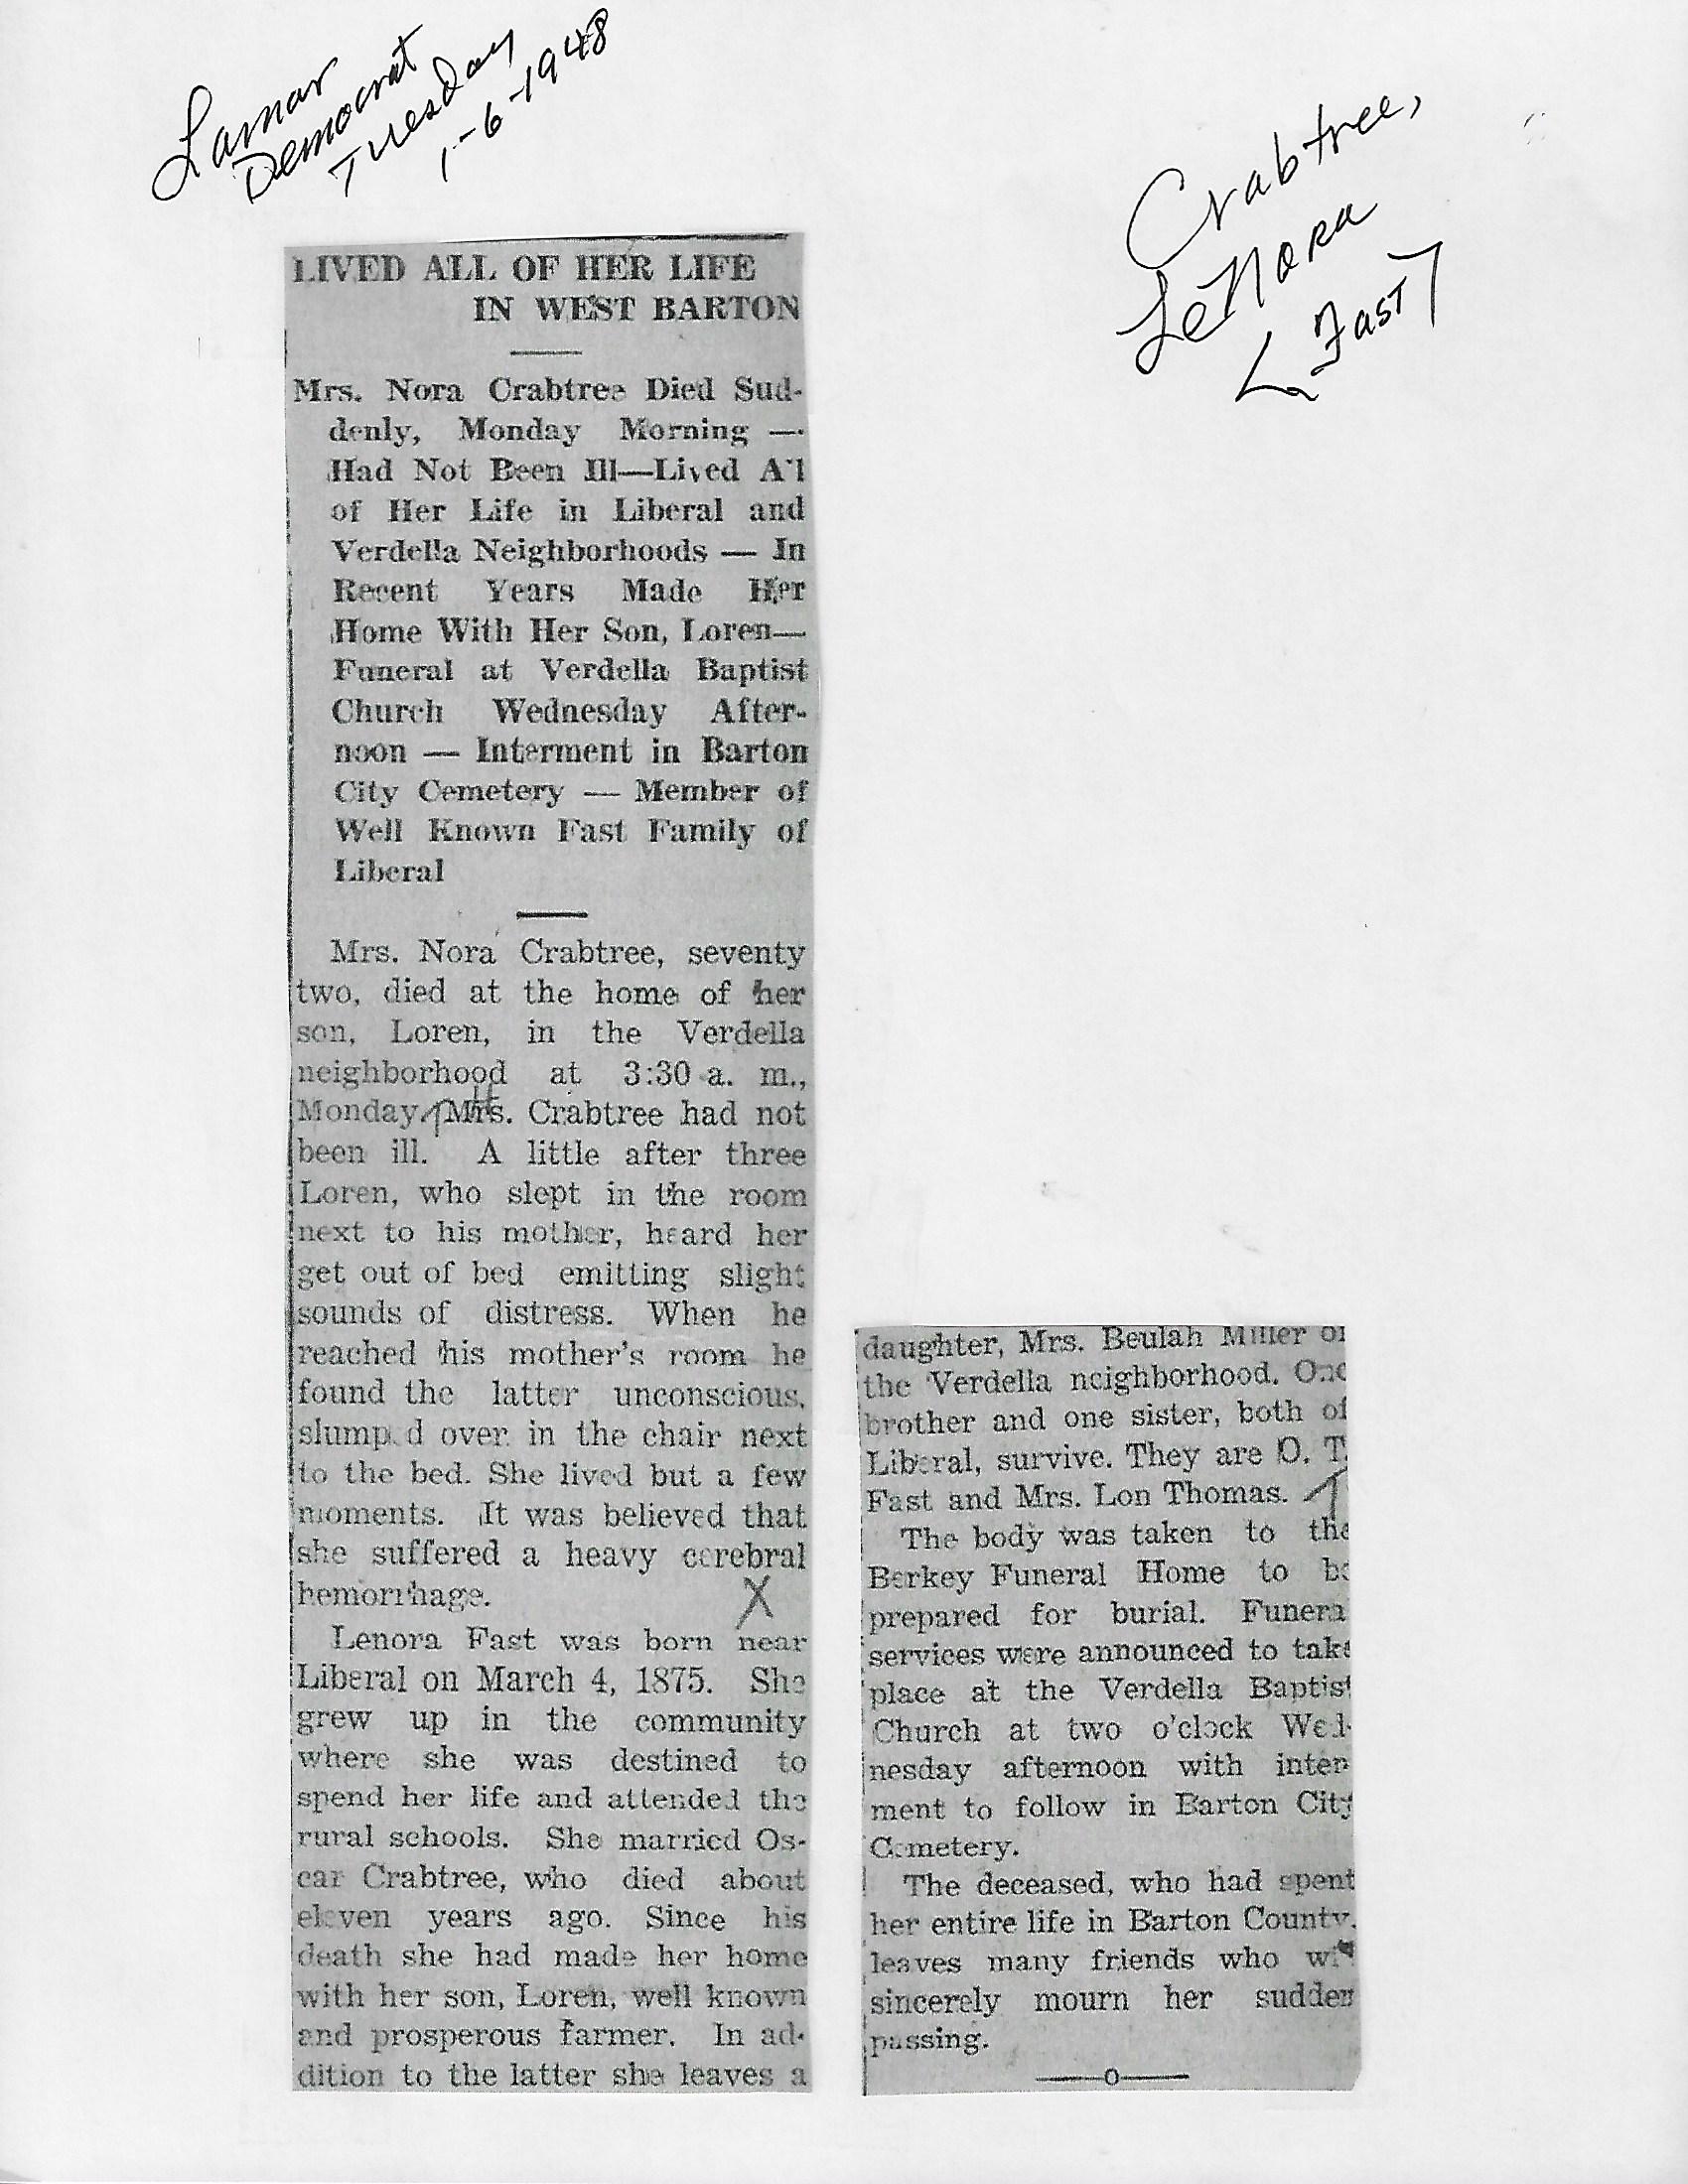 Lamar
Democrat
Tuesday
1-6-1948
Crabtree,
LeNora
L. Fast
LIVED ALL OF HER LIFE
IN WEST BARTON
Mrs. Nora Crabtree Died Sud-
denly, Monday Morning —
Had Not Been Ill—Lived All
of Her Life in Liberal and
Verdella Neighborhoods — In
Recent Years Made Her
Home With Her Son, Loren—
Funeral at Verdella Baptist
Church Wednesday After-
noon — Interment in Barton
City Cemetery — Member of
Well Known Fast Family of
Liberal
Mrs. Nora Crabtree, seventy
two, died at the home of her
son, Loren, in the Verdella
neighborhood at 3:30 a. m.,
Monday. Mrs. Crabtree had not
been ill. A little after three
Loren, who slept in the room
next to his mother, heard her
get out of bed emitting slight
sounds of distress. When he
reached his mother's room he
found the latter unconscious,
slumped over in the chair next
to the bed. She lived but a few
moments. It was believed that
she suffered a heavy cerebral
hemorrhage. X
Lenora Fast was born near
Liberal on March 4, 1875. She
grew up in the community
where she was destined to
spend her life and attended the
rural schools. She married Os-
car Crabtree, who died about
eleven years ago. Since his
death she had made her home
with her son, Loren, well known
and prosperous farmer. In ad-
dition to the latter she leaves a
daughter, Mrs. Beulah Miller of
the Verdella neighborhood. One
brother and one sister, both of
Liberal, survive. They are O. T.
Fast and Mrs. Lon Thomas.
The body was taken to the
Berkey Funeral Home to be
prepared for burial. Funera
services were announced to take
place at the Verdella Baptist
Church at two o'clock Wed-
nesday afternoon with inter
ment to follow in Barton City
Cemetery.
The deceased, who had spent
her entire life in Barton County,
leaves many friends who wi
sincerely mourn her sudden
passing.
——o——